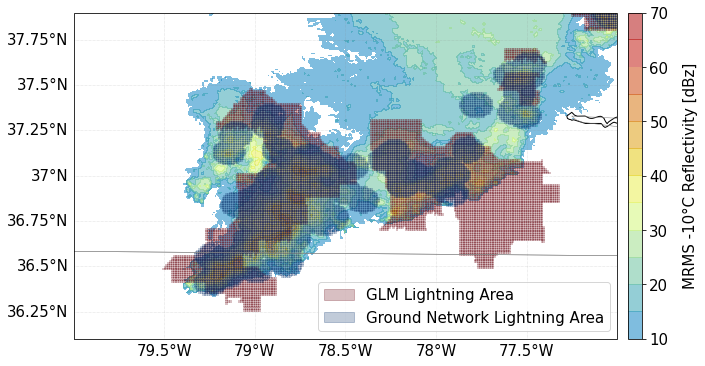 37.75°N
37.5°N
37.25°N
37°N
36.75°N
36.5°N
36.25°N
79.5°W
79°W
78.5°W
78°W
77.5°W
GLM Lightning Area
Ground Network Lightning Area
70
60
50
40
30
20
10
MRMS -10°C Reflectivity [dBz]